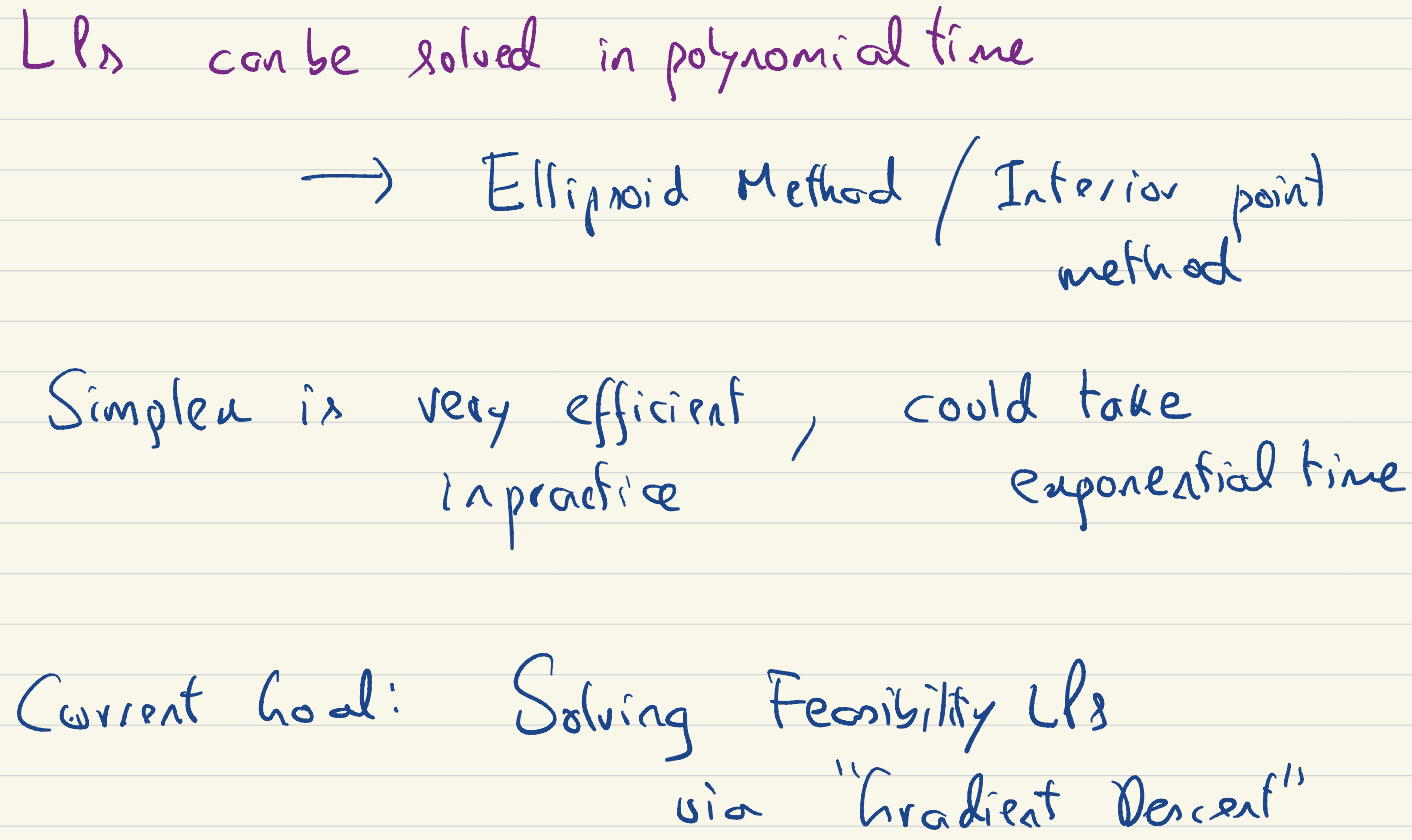 LPs can be solved in polynomial time
→ Ellipsoid Method / Interior point
method
Simplex is very efficient, could take
in practice exponential time
Current Goal: Solving Feasibility LPs
via "Gradient Descent"